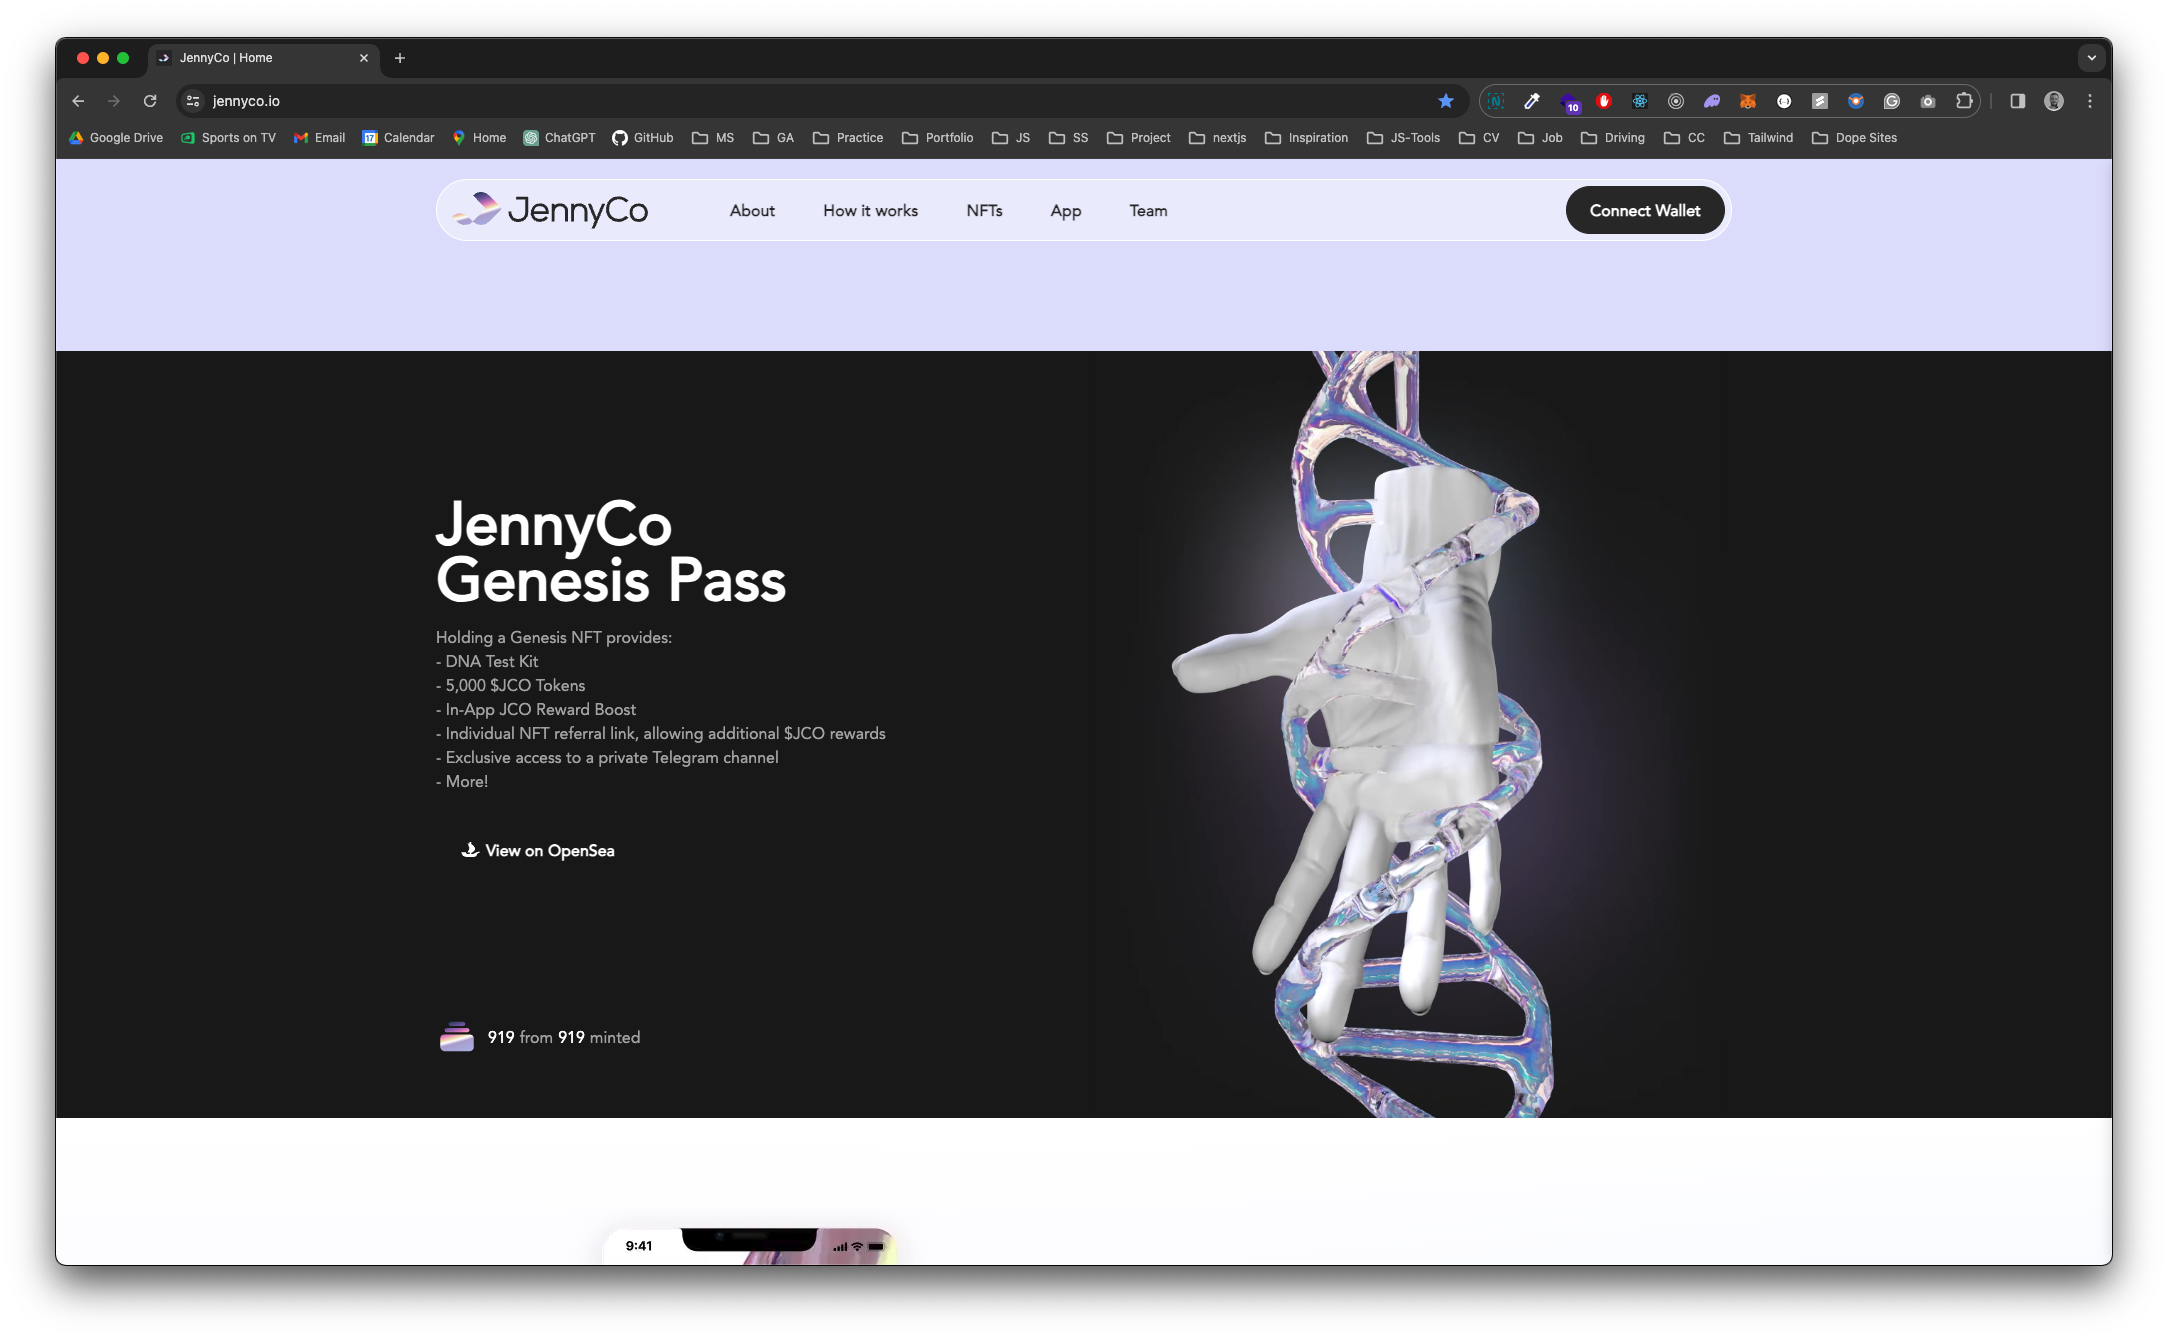 JennyCo | Home
jennyco.io
10
Google Drive Sports on TV Email 17 Calendar Home ChatGPT GitHub MS GA Practice Portfolio JS SS Project nextjs Inspiration JS-Tools CV Job Driving CC Tailwind Dope Sites
JennyCo About How it works NFTs App Team Connect Wallet
JennyCo
Genesis Pass
Holding a Genesis NFT provides:
- DNA Test Kit
- 5,000 $JCO Tokens
- In-App JCO Reward Boost
- Individual NFT referral link, allowing additional $JCO rewards
- Exclusive access to a private Telegram channel
- More!
View on OpenSea
919 from 919 minted
9:41